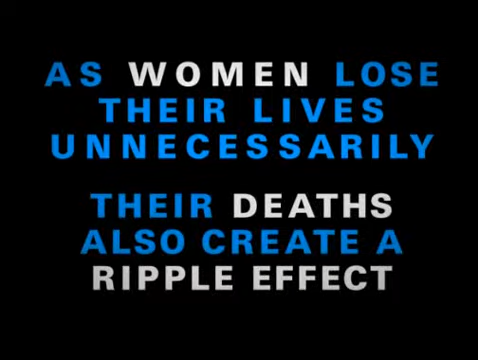 AS WOMEN LOSE
THEIR LIVES
UNNECESSARILY
THEIR DEATHS
ALSO CREATE A
RIPPLE EFFECT